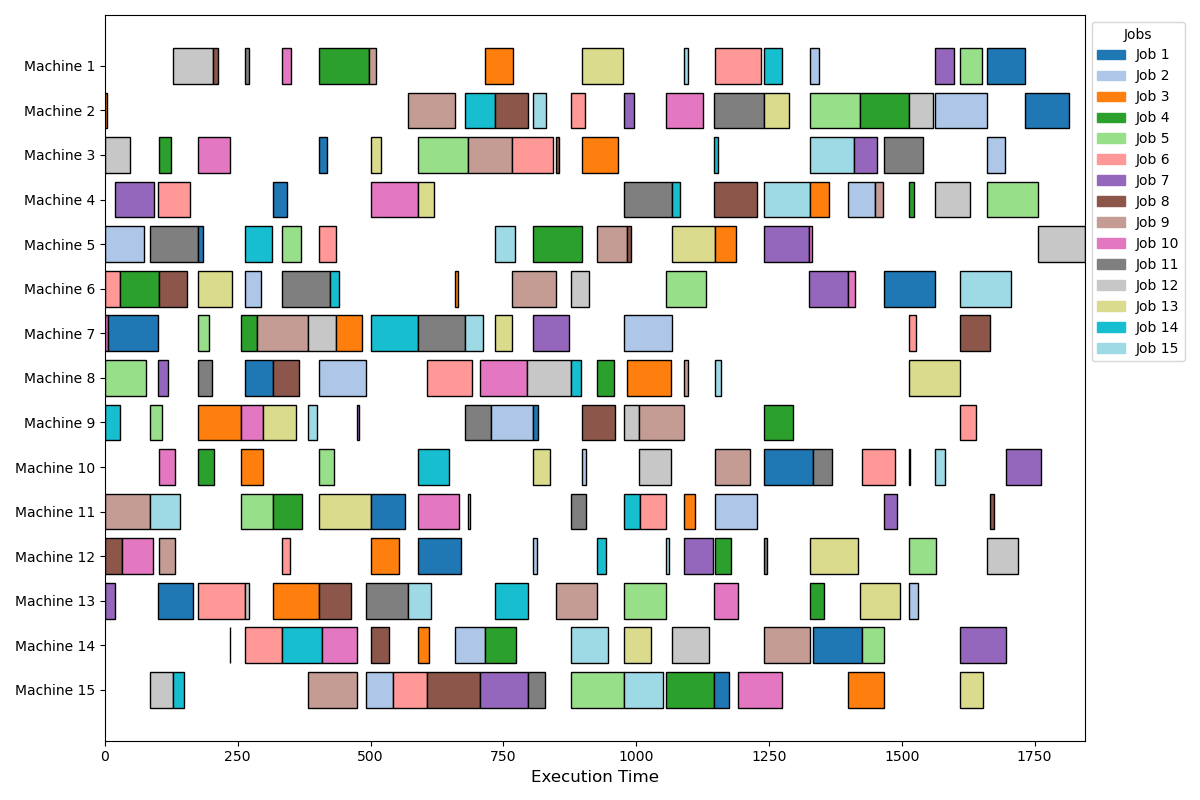 Machine 1
Machine 2
Machine 3
Machine 4
Machine 5
Machine 6
Machine 7
Machine 8
Machine 9
Machine 10
Machine 11
Machine 12
Machine 13
Machine 14
Machine 15
0 250 500 750 1000 1250 1500 1750
Execution Time
Jobs
Job 1
Job 2
Job 3
Job 4
Job 5
Job 6
Job 7
Job 8
Job 9
Job 10
Job 11
Job 12
Job 13
Job 14
Job 15